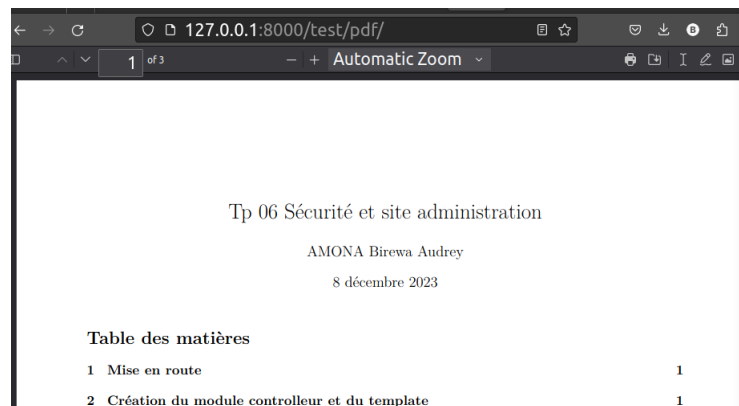 127.0.0.1:8000/test/pdf/
1 of 3 Automatic Zoom
Tp 06 Sécurité et site administration
AMONA Birewa Audrey
8 décembre 2023
Table des matières
1 Mise en route 1
2 Création du module controlleur et du template 1